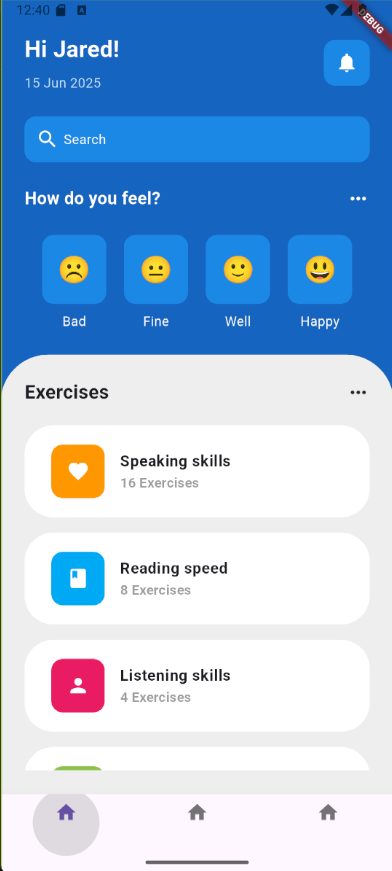 12:40 A
DEBUG
Hi Jared!
15 Jun 2025
Search
How do you feel?
Bad Fine Well Happy
Exercises
Speaking skills
16 Exercises
Reading speed
8 Exercises
Listening skills
4 Exercises